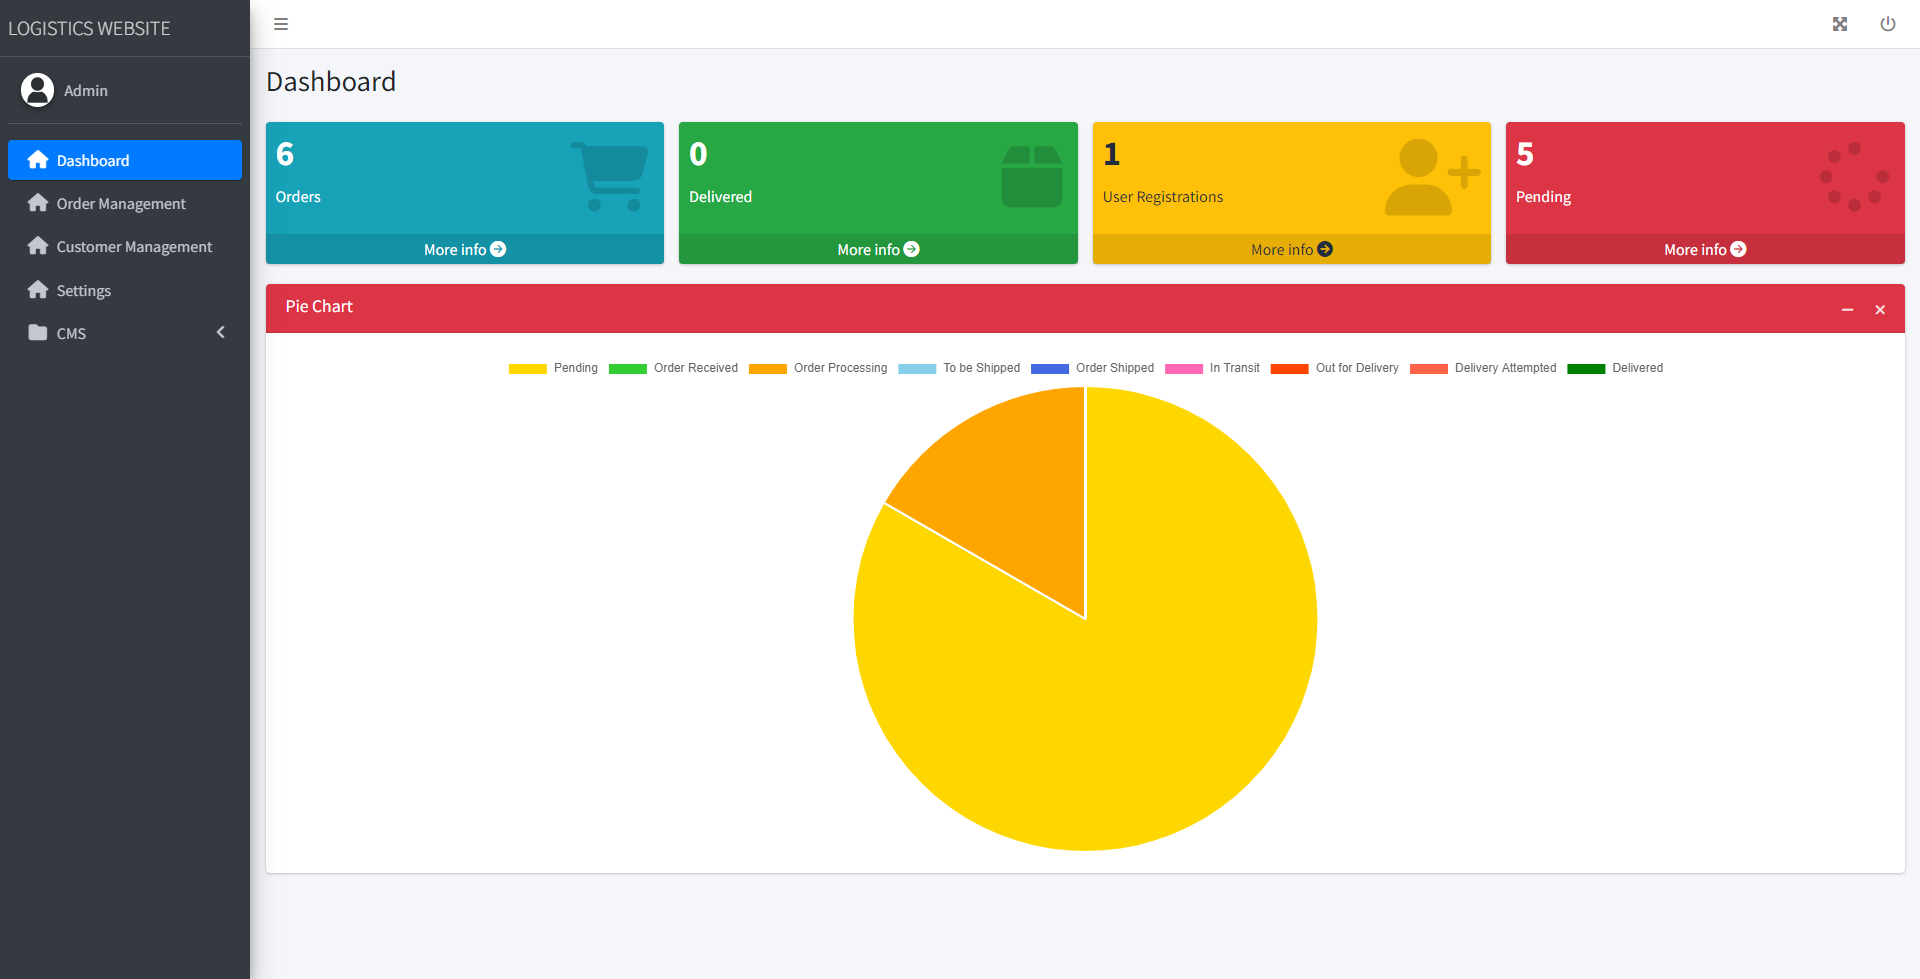 LOGISTICS WEBSITE
Admin
Dashboard
Order Management
Customer Management
Settings
CMS
Dashboard
6
Orders
More info
0
Delivered
More info
1
User Registrations
More info
5
Pending
More info
Pie Chart
Pending Order Received Order Processing To be Shipped Order Shipped In Transit Out for Delivery Delivery Attempted Delivered